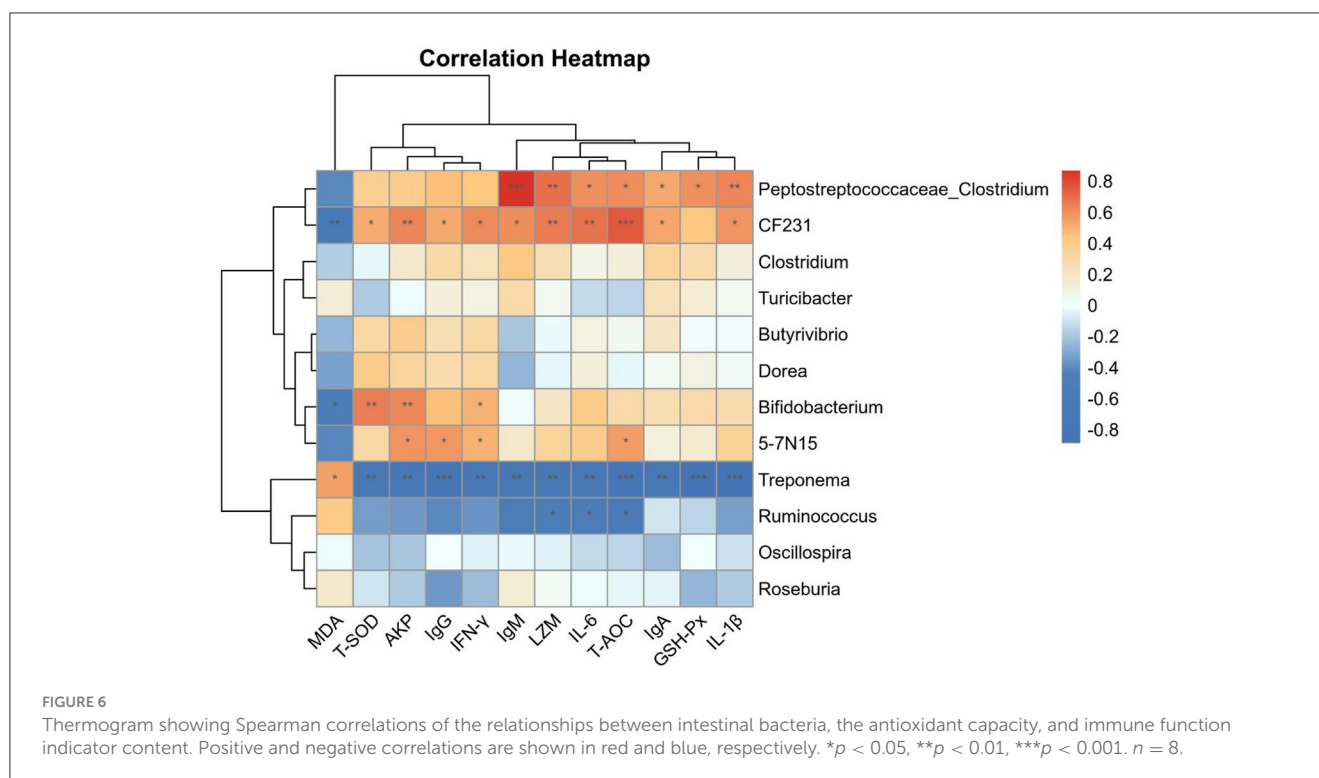 Correlation Heatmap
*** ** * * * * ** Peptostreptococcaceae_Clostridium
** * ** * * * ** ** *** * * CF231
Clostridium
Turicibacter
Butyrivibrio
Dorea
* ** ** * Bifidobacterium
* * * * 5-7N15
* ** ** *** ** ** ** ** *** ** *** *** Treponema
* * * Ruminococcus
Oscillospira
Roseburia
MDA T-SOD AKP IgG IFN-γ IgM LZM IL-6 T-AOC IgA GSH-Px IL-1β
0.8
0.6
0.4
0.2
0
-0.2
-0.4
-0.6
-0.8
FIGURE 6
Thermogram showing Spearman correlations of the relationships between intestinal bacteria, the antioxidant capacity, and immune function
indicator content. Positive and negative correlations are shown in red and blue, respectively. *p < 0.05, **p < 0.01, ***p < 0.001. n = 8.